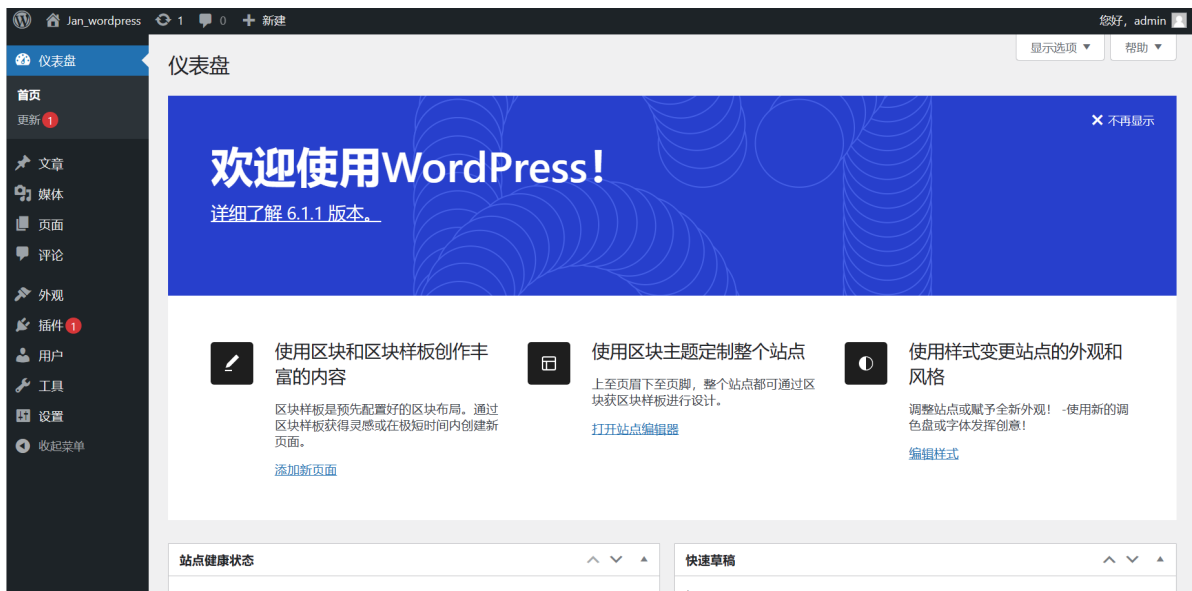 Jan_wordpress 1 0 新建 您好，admin
显示选项 帮助
仪表盘
首页
更新 1
文章
媒体
页面
评论
外观
插件 1
用户
工具
设置
收起菜单
仪表盘
不再显示
欢迎使用WordPress！
详细了解 6.1.1 版本。
使用区块和区块样板创作丰
富的内容
区块样板是预先配置好的区块布局。通过
区块样板获得灵感或在极短时间内创建新
页面。
添加新页面
使用区块主题定制整个站点
上至页眉下至页脚，整个站点都可通过区
块获区块样板进行设计。
打开站点编辑器
使用样式变更站点的外观和
风格
调整站点或赋予全新外观！ -使用新的调
色盘或字体发挥创意！
编辑样式
站点健康状态
快速草稿